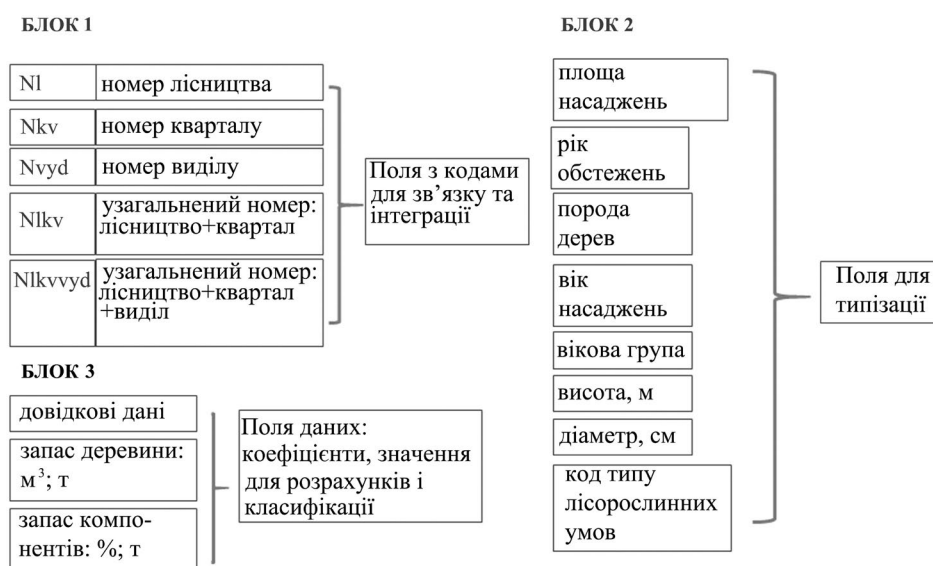 БЛОК 1
Nl номер лісництва
Nkv номер кварталу
Nvyd номер виділу
Nlkv узагальнений номер:
лісництво+квартал
Nlkvvyd узагальнений номер:
лісництво+квартал
+виділ
Поля з кодами
для зв’язку та
інтеграції
БЛОК 2
площа
насаджень
рік
обстежень
порода
дерев
вік
насаджень
вікова група
висота, м
діаметр, см
код типу
лісорослинних
умов
Поля для
типізації
БЛОК 3
довідкові дані
запас деревини:
м³; т
запас компо-
нентів: %; т
Поля даних:
коефіцієнти, значення
для розрахунків і
класифікації